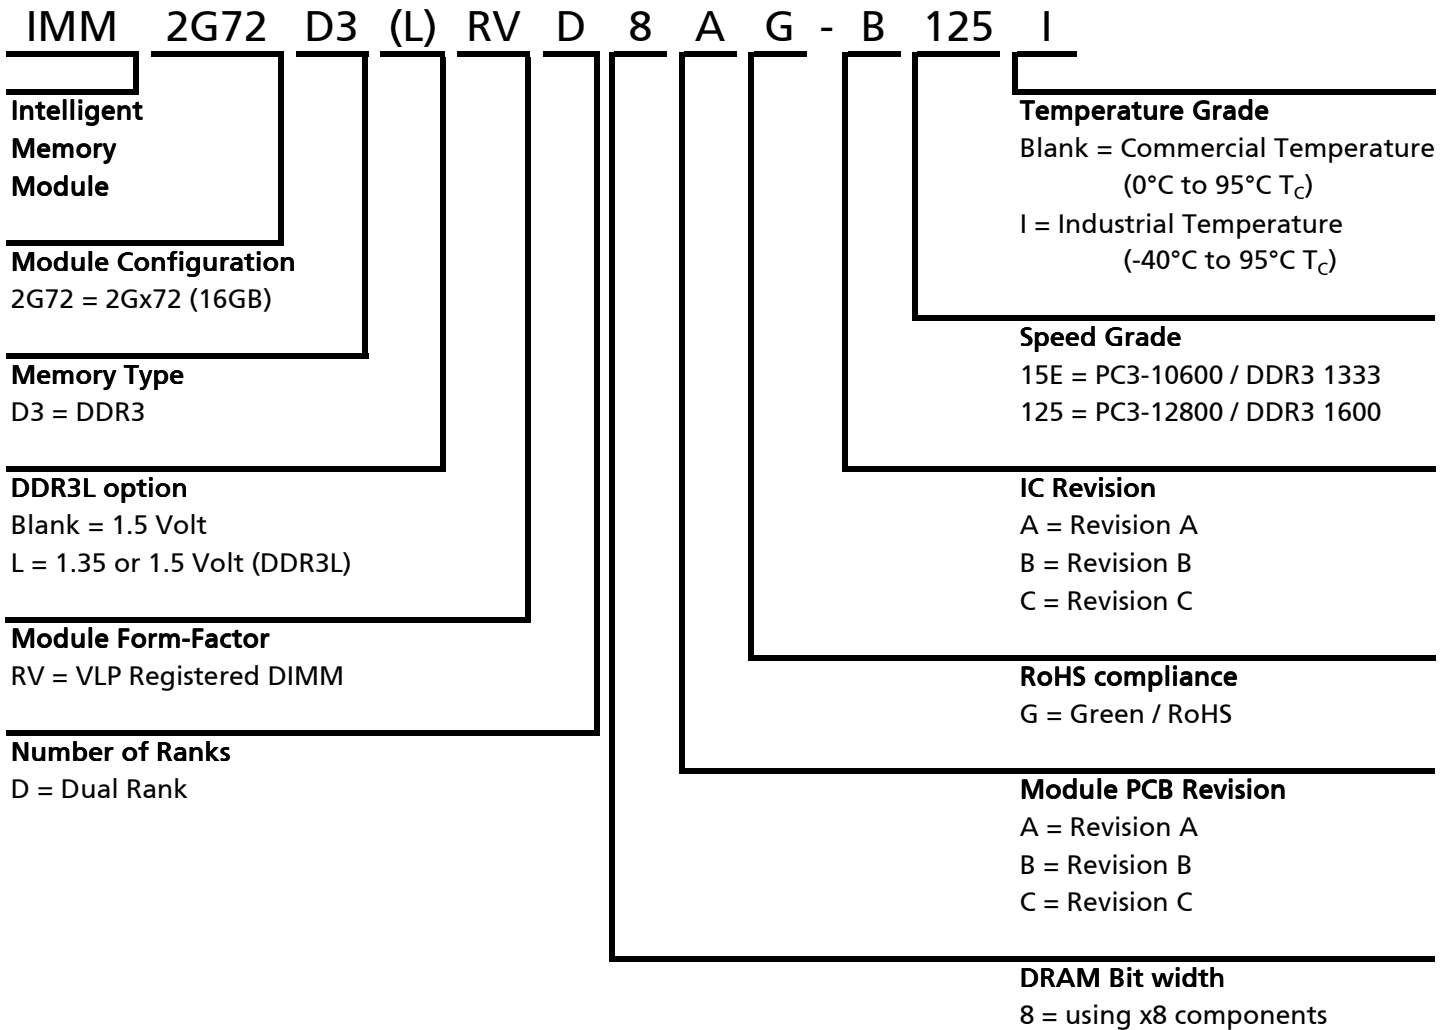 IMM 2G72 D3 (L) RV D 8 A G - B 125 I
Intelligent
Memory
Module
Module Configuration
2G72 = 2Gx72 (16GB)
Memory Type
D3 = DDR3
DDR3L option
Blank = 1.5 Volt
L = 1.35 or 1.5 Volt (DDR3L)
Module Form-Factor
RV = VLP Registered DIMM
Number of Ranks
D = Dual Rank
Temperature Grade
Blank = Commercial Temperature
(0°C to 95°C TC)
I = Industrial Temperature
(-40°C to 95°C TC)
Speed Grade
15E = PC3-10600 / DDR3 1333
125 = PC3-12800 / DDR3 1600
IC Revision
A = Revision A
B = Revision B
C = Revision C
RoHS compliance
G = Green / RoHS
Module PCB Revision
A = Revision A
B = Revision B
C = Revision C
DRAM Bit width
8 = using x8 components